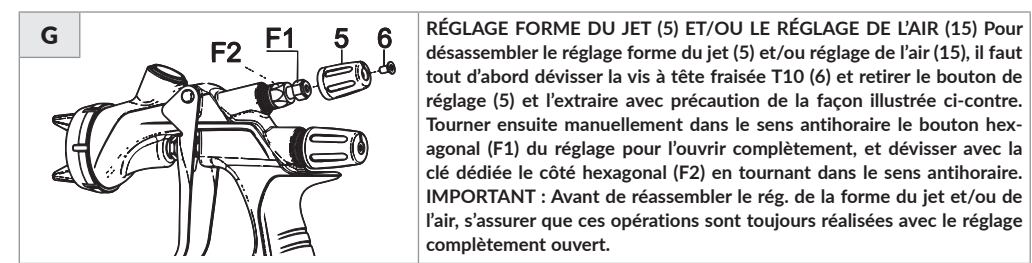 G
F2 F1 5 6
RÉGLAGE FORME DU JET (5) ET/OU LE RÉGLAGE DE L'AIR (15) Pour
désassembler le réglage forme du jet (5) et/ou réglage de l'air (15), il faut
tout d'abord dévisser la vis à tête fraisée T10 (6) et retirer le bouton de
réglage (5) et l'extraire avec précaution de la façon illustrée ci-contre.
Tourner ensuite manuellement dans le sens antihoraire le bouton hex-
agonal (F1) du réglage pour l'ouvrir complètement, et dévisser avec la
clé dédiée le côté hexagonal (F2) en tournant dans le sens antihoraire.
IMPORTANT : Avant de réassembler le rég. de la forme du jet et/ou de
l'air, s'assurer que ces opérations sont toujours réalisées avec le réglage
complètement ouvert.